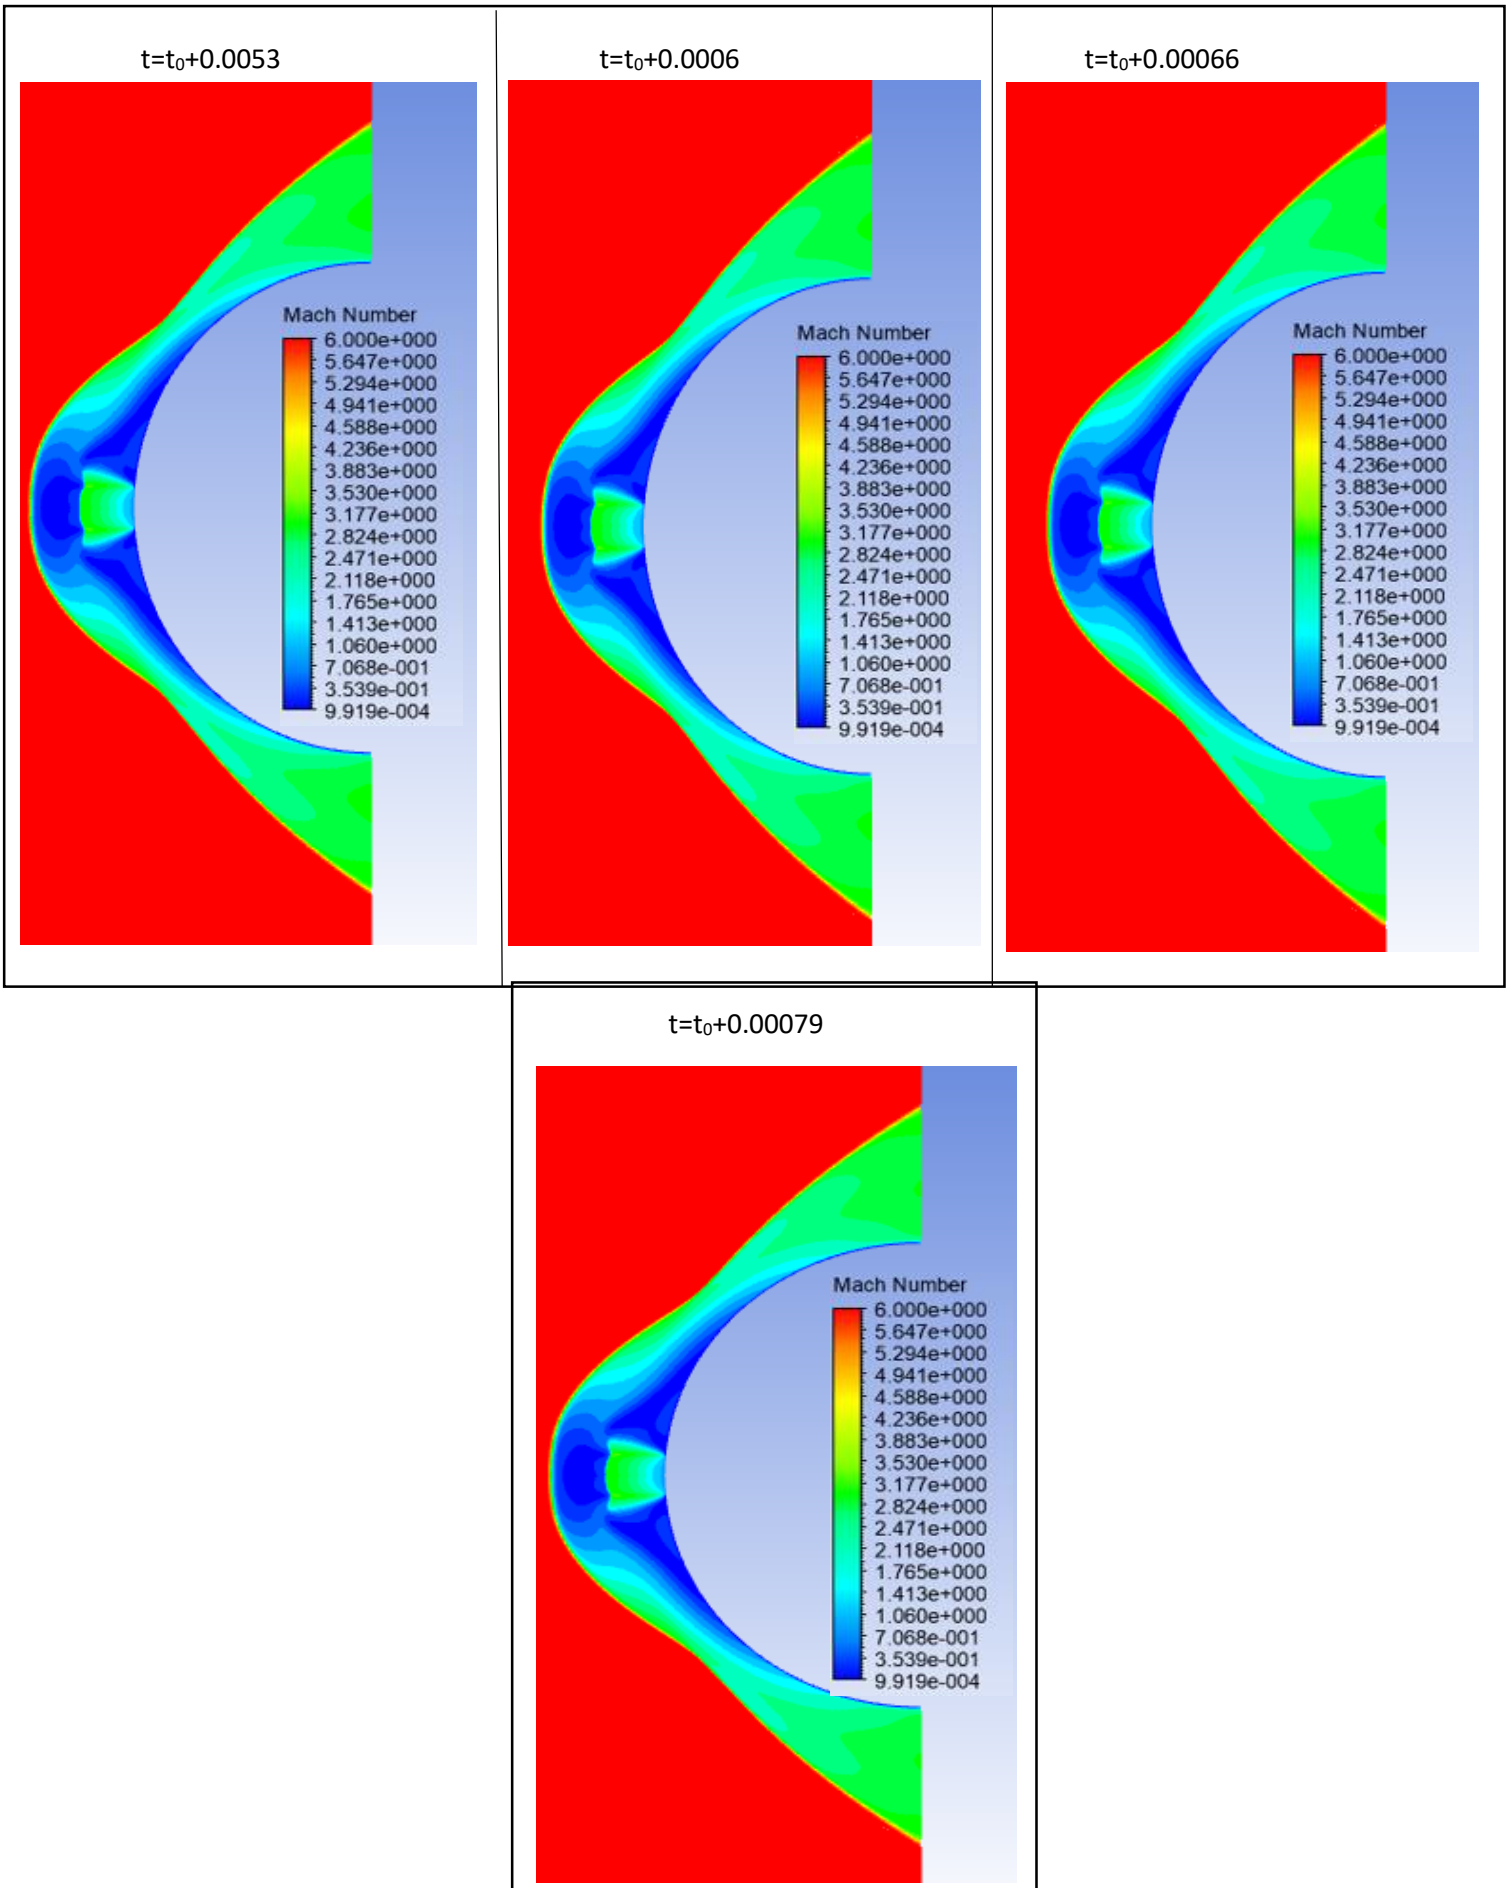 t=t₀+0.0053
Mach Number
6.000e+000
5.647e+000
5.294e+000
4.941e+000
4.588e+000
4.236e+000
3.883e+000
3.530e+000
3.177e+000
2.824e+000
2.471e+000
2.118e+000
1.765e+000
1.413e+000
1.060e+000
7.068e-001
3.539e-001
9.919e-004
t=t₀+0.0006
Mach Number
6.000e+000
5.647e+000
5.294e+000
4.941e+000
4.588e+000
4.236e+000
3.883e+000
3.530e+000
3.177e+000
2.824e+000
2.471e+000
2.118e+000
1.765e+000
1.413e+000
1.060e+000
7.068e-001
3.539e-001
9.919e-004
t=t₀+0.00066
Mach Number
6.000e+000
5.647e+000
5.294e+000
4.941e+000
4.588e+000
4.236e+000
3.883e+000
3.530e+000
3.177e+000
2.824e+000
2.471e+000
2.118e+000
1.765e+000
1.413e+000
1.060e+000
7.068e-001
3.539e-001
9.919e-004
t=t₀+0.00079
Mach Number
6.000e+000
5.647e+000
5.294e+000
4.941e+000
4.588e+000
4.236e+000
3.883e+000
3.530e+000
3.177e+000
2.824e+000
2.471e+000
2.118e+000
1.765e+000
1.413e+000
1.060e+000
7.068e-001
3.539e-001
9.919e-004